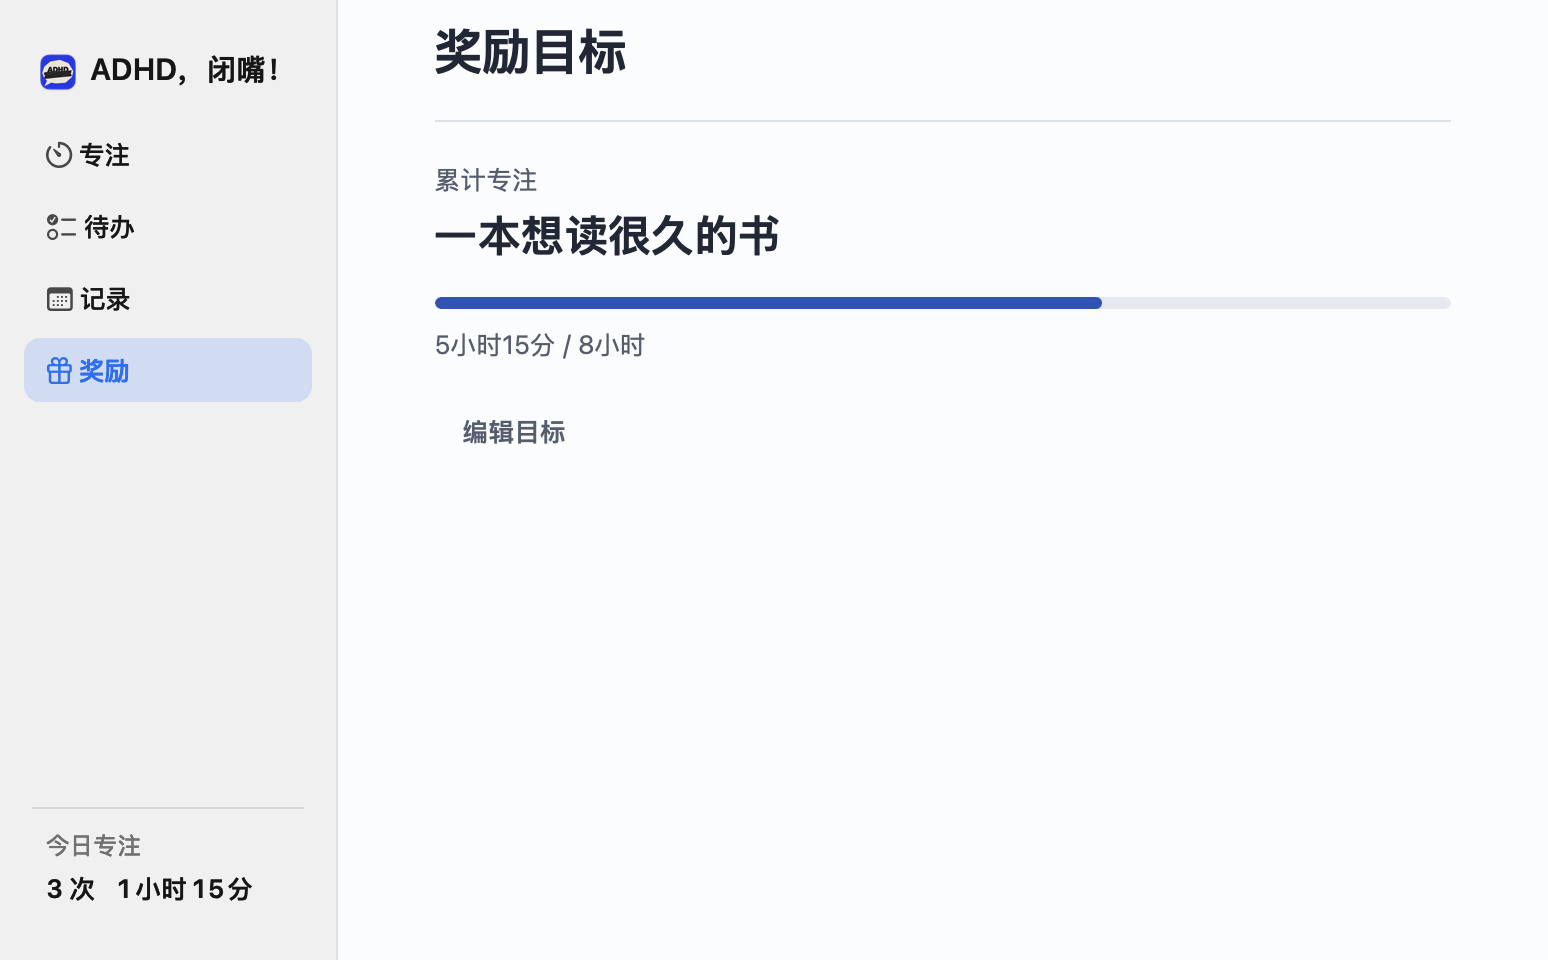 ADHD，闭嘴！
专注
待办
记录
奖励
今日专注
3 次 1小时 15分
奖励目标
累计专注
一本想读很久的书
5小时15分 / 8小时
编辑目标